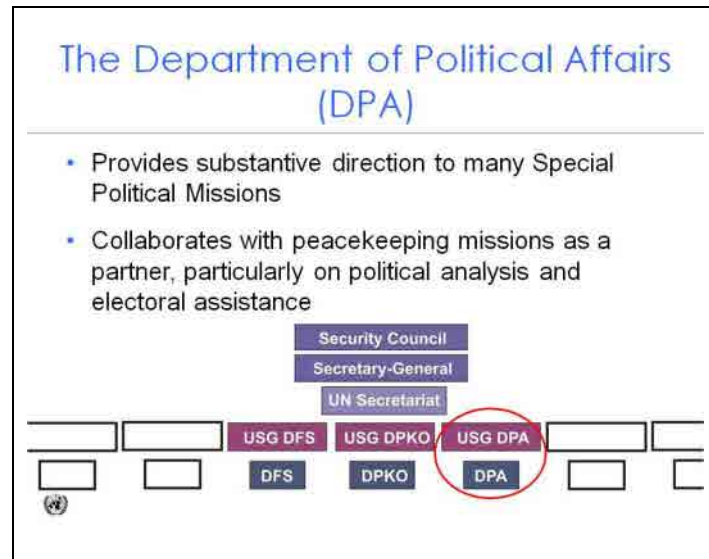 The Department of Political Affairs
(DPA)
• Provides substantive direction to many Special
Political Missions
• Collaborates with peacekeeping missions as a
partner, particularly on political analysis and
electoral assistance
Security Council
Secretary-General
UN Secretariat
USG DFS USG DPKO USG DPA
DFS DPKO DPA